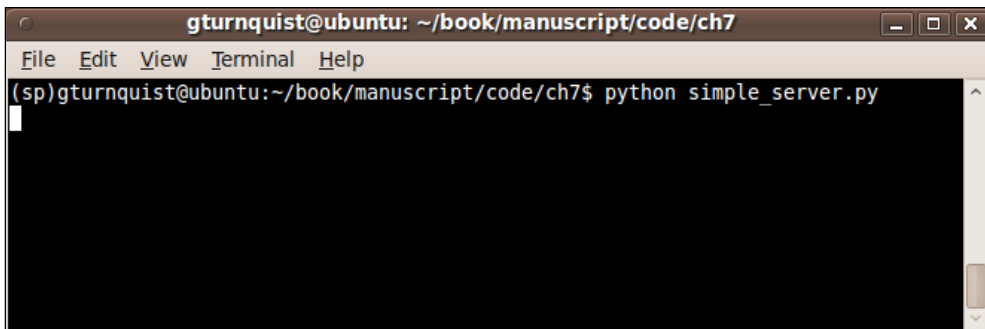 gturnquist@ubuntu: ~/book/manuscript/code/ch7
File Edit View Terminal Help
(sp)gturnquist@ubuntu:~/book/manuscript/code/ch7$ python simple_server.py